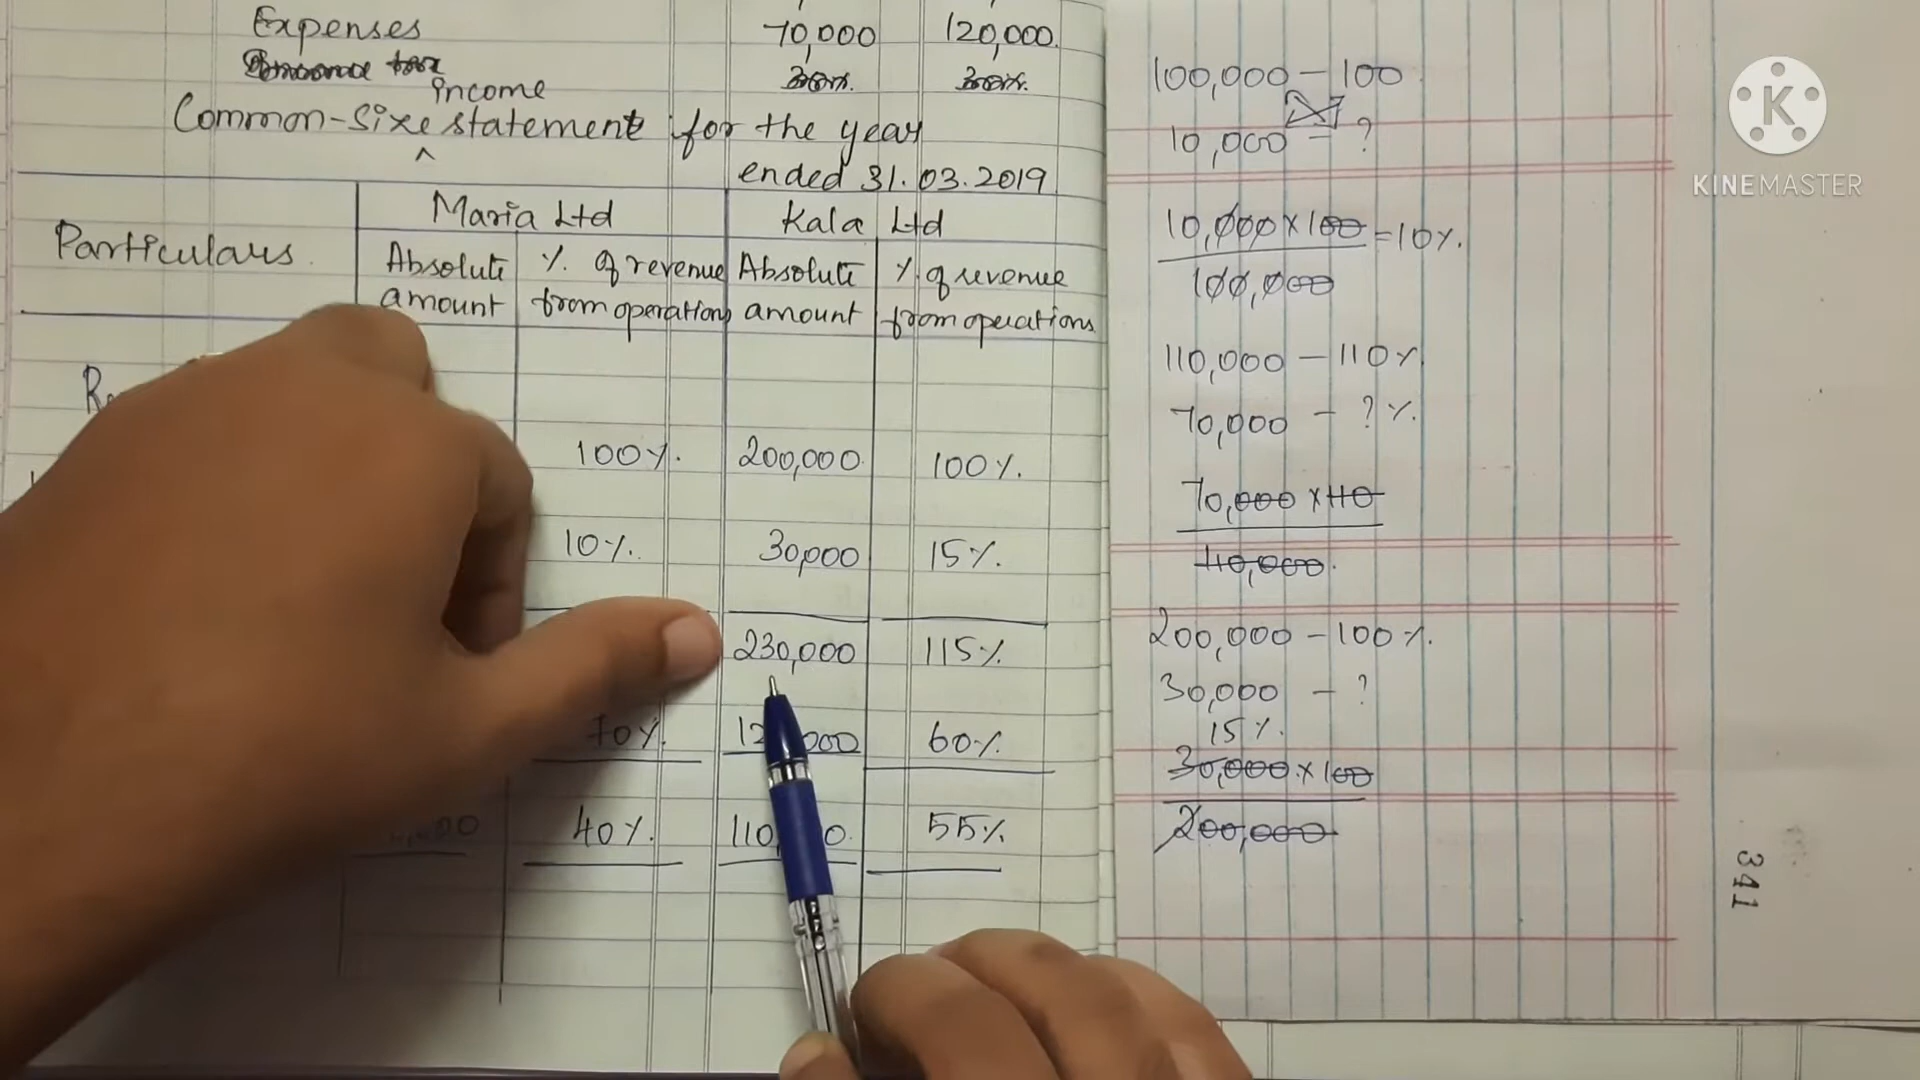 Expenses 70,000 120,000
income
Common-Size statement for the year
ended 31.03.2019
Particulars
Maria Ltd Kala Ltd
Absolute amount
% of revenue from operations
Absolute amount
% of revenue from operations
100% 200,000 100%
10% 30,000 15%
230,000 115%
70% 60%
40% 55%
100,000 - 100
10,000 - ?
10,000 x 100 = 10%.
100,000
110,000 - 110%
70,000 - ? %.
70,000 x 110
110,000.
200,000 - 100%.
30,000 - ?
15%.
30,000 x 100
200,000
341
K
KINEMASTER